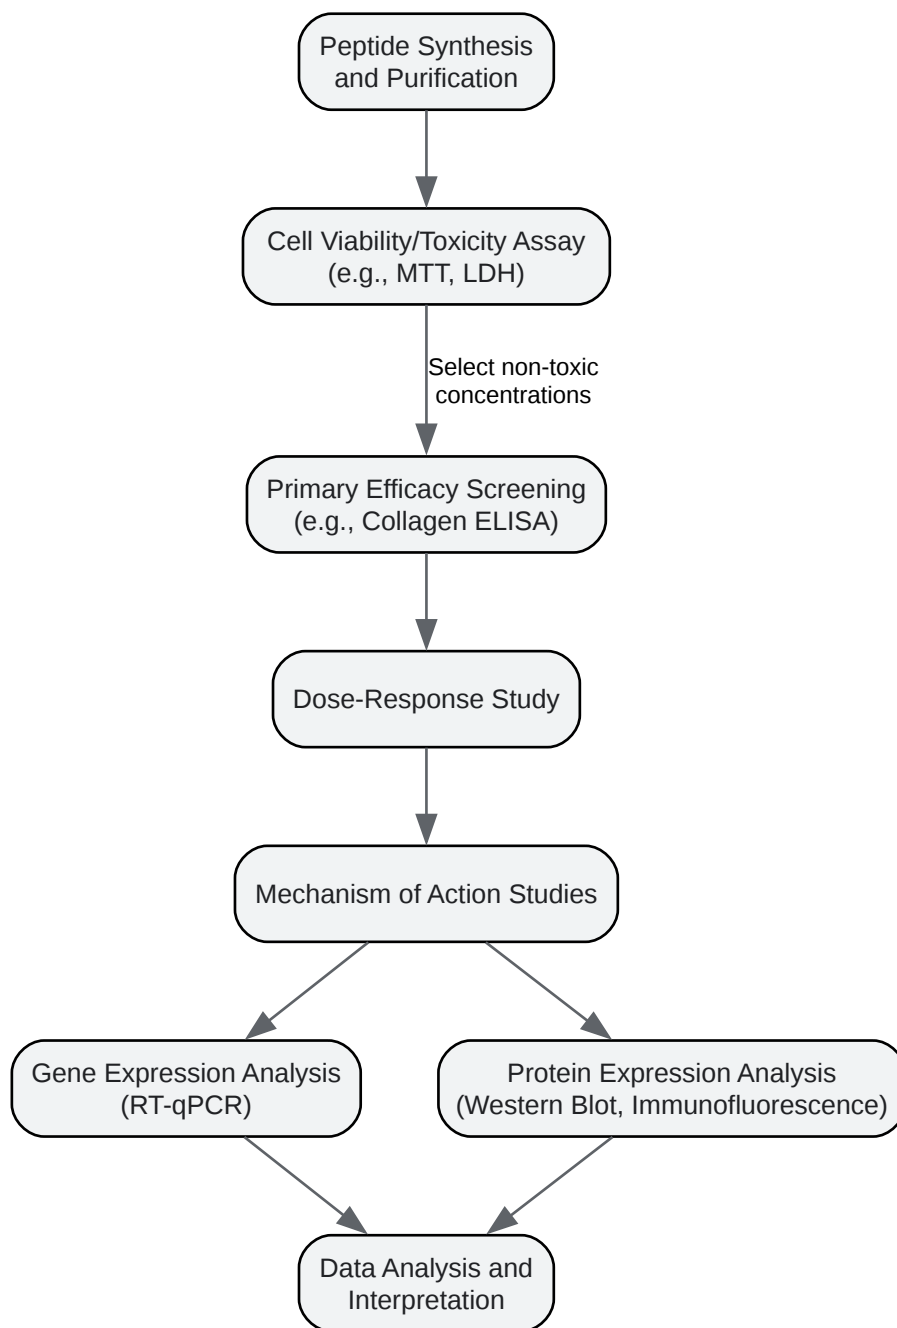 Peptide Synthesis
and Purification
Cell Viability/Toxicity Assay
(e.g., MTT, LDH)
Select non-toxic
concentrations
Primary Efficacy Screening
(e.g., Collagen ELISA)
Dose-Response Study
Mechanism of Action Studies
Gene Expression Analysis
(RT-qPCR)
Protein Expression Analysis
(Western Blot, Immunofluorescence)
Data Analysis and
Interpretation